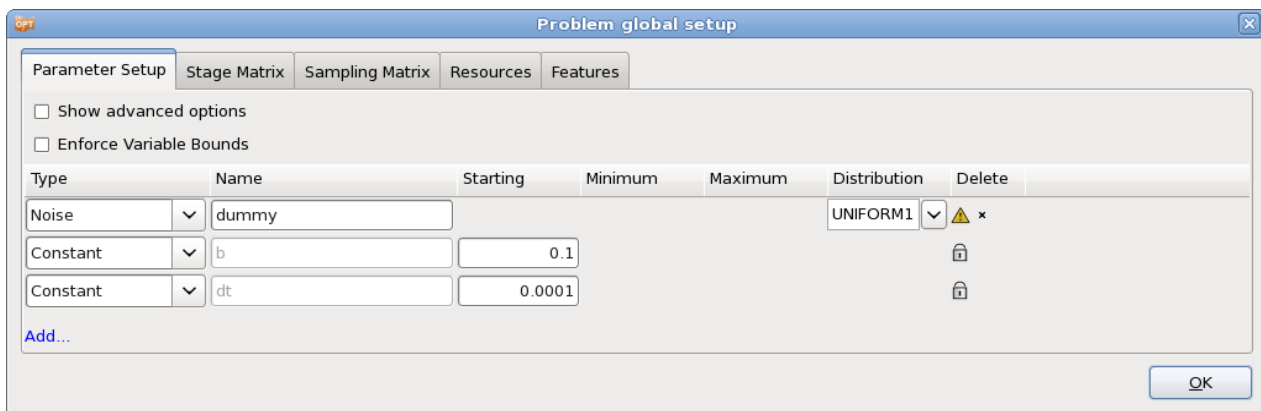 OPT Problem global setup
Parameter Setup Stage Matrix Sampling Matrix Resources Features
Show advanced options
Enforce Variable Bounds
Type Name Starting Minimum Maximum Distribution Delete
Noise dummy UNIFORM1
Constant b 0.1
Constant dt 0.0001
Add...
OK